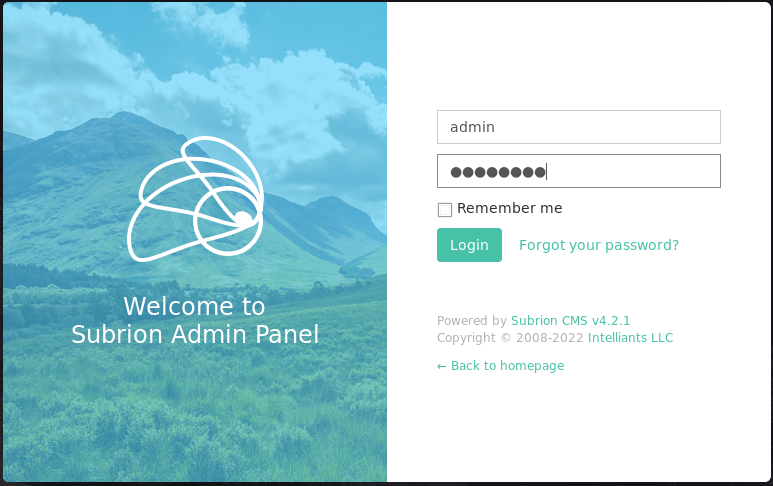 Welcome to
Subrion Admin Panel
admin
●●●●●●●●
Remember me
Login
Forgot your password?
Powered by Subrion CMS v4.2.1
Copyright © 2008-2022 Intelliants LLC
← Back to homepage